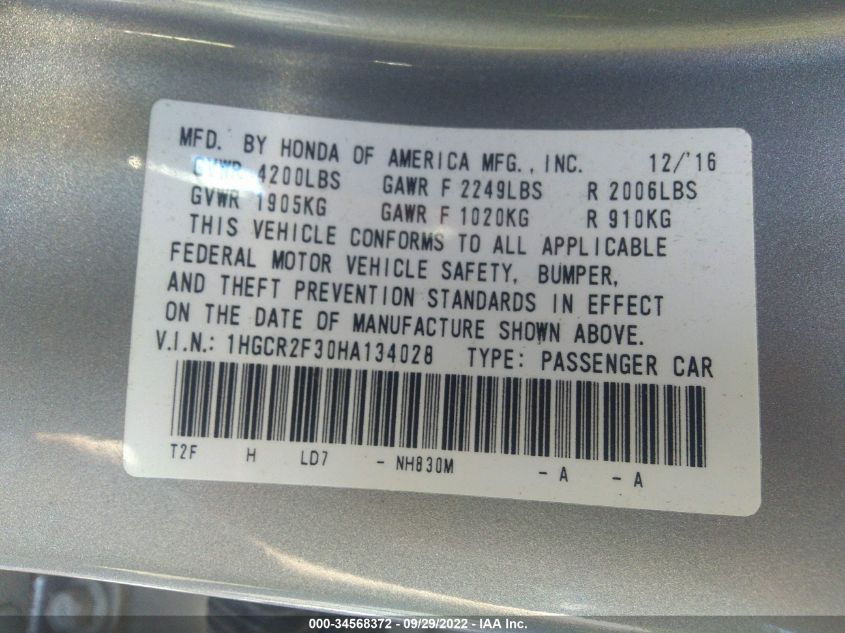 MFD. BY HONDA OF AMERICA MFG., INC. 12/'16
GVWR 4200LBS GAWR F 2249LBS R 2006LBS
GVWR 1905KG GAWR F 1020KG R 910KG
THIS VEHICLE CONFORMS TO ALL APPLICABLE
FEDERAL MOTOR VEHICLE SAFETY, BUMPER,
AND THEFT PREVENTION STANDARDS IN EFFECT
ON THE DATE OF MANUFACTURE SHOWN ABOVE.
V.I.N.: 1HGCR2F30HA134028 TYPE: PASSENGER CAR
T2F H LD7 - NH830M - A - A
000-34568372 - 09/29/2022 - IAA Inc.